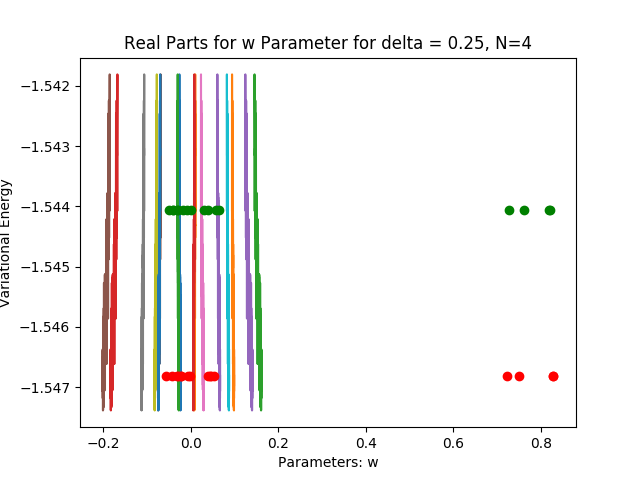 Real Parts for w Parameter for delta = 0.25, N=4
Variational Energy
−1.542
−1.543
−1.544
−1.545
−1.546
−1.547
−0.2 0.0 0.2 0.4 0.6 0.8
Parameters: w